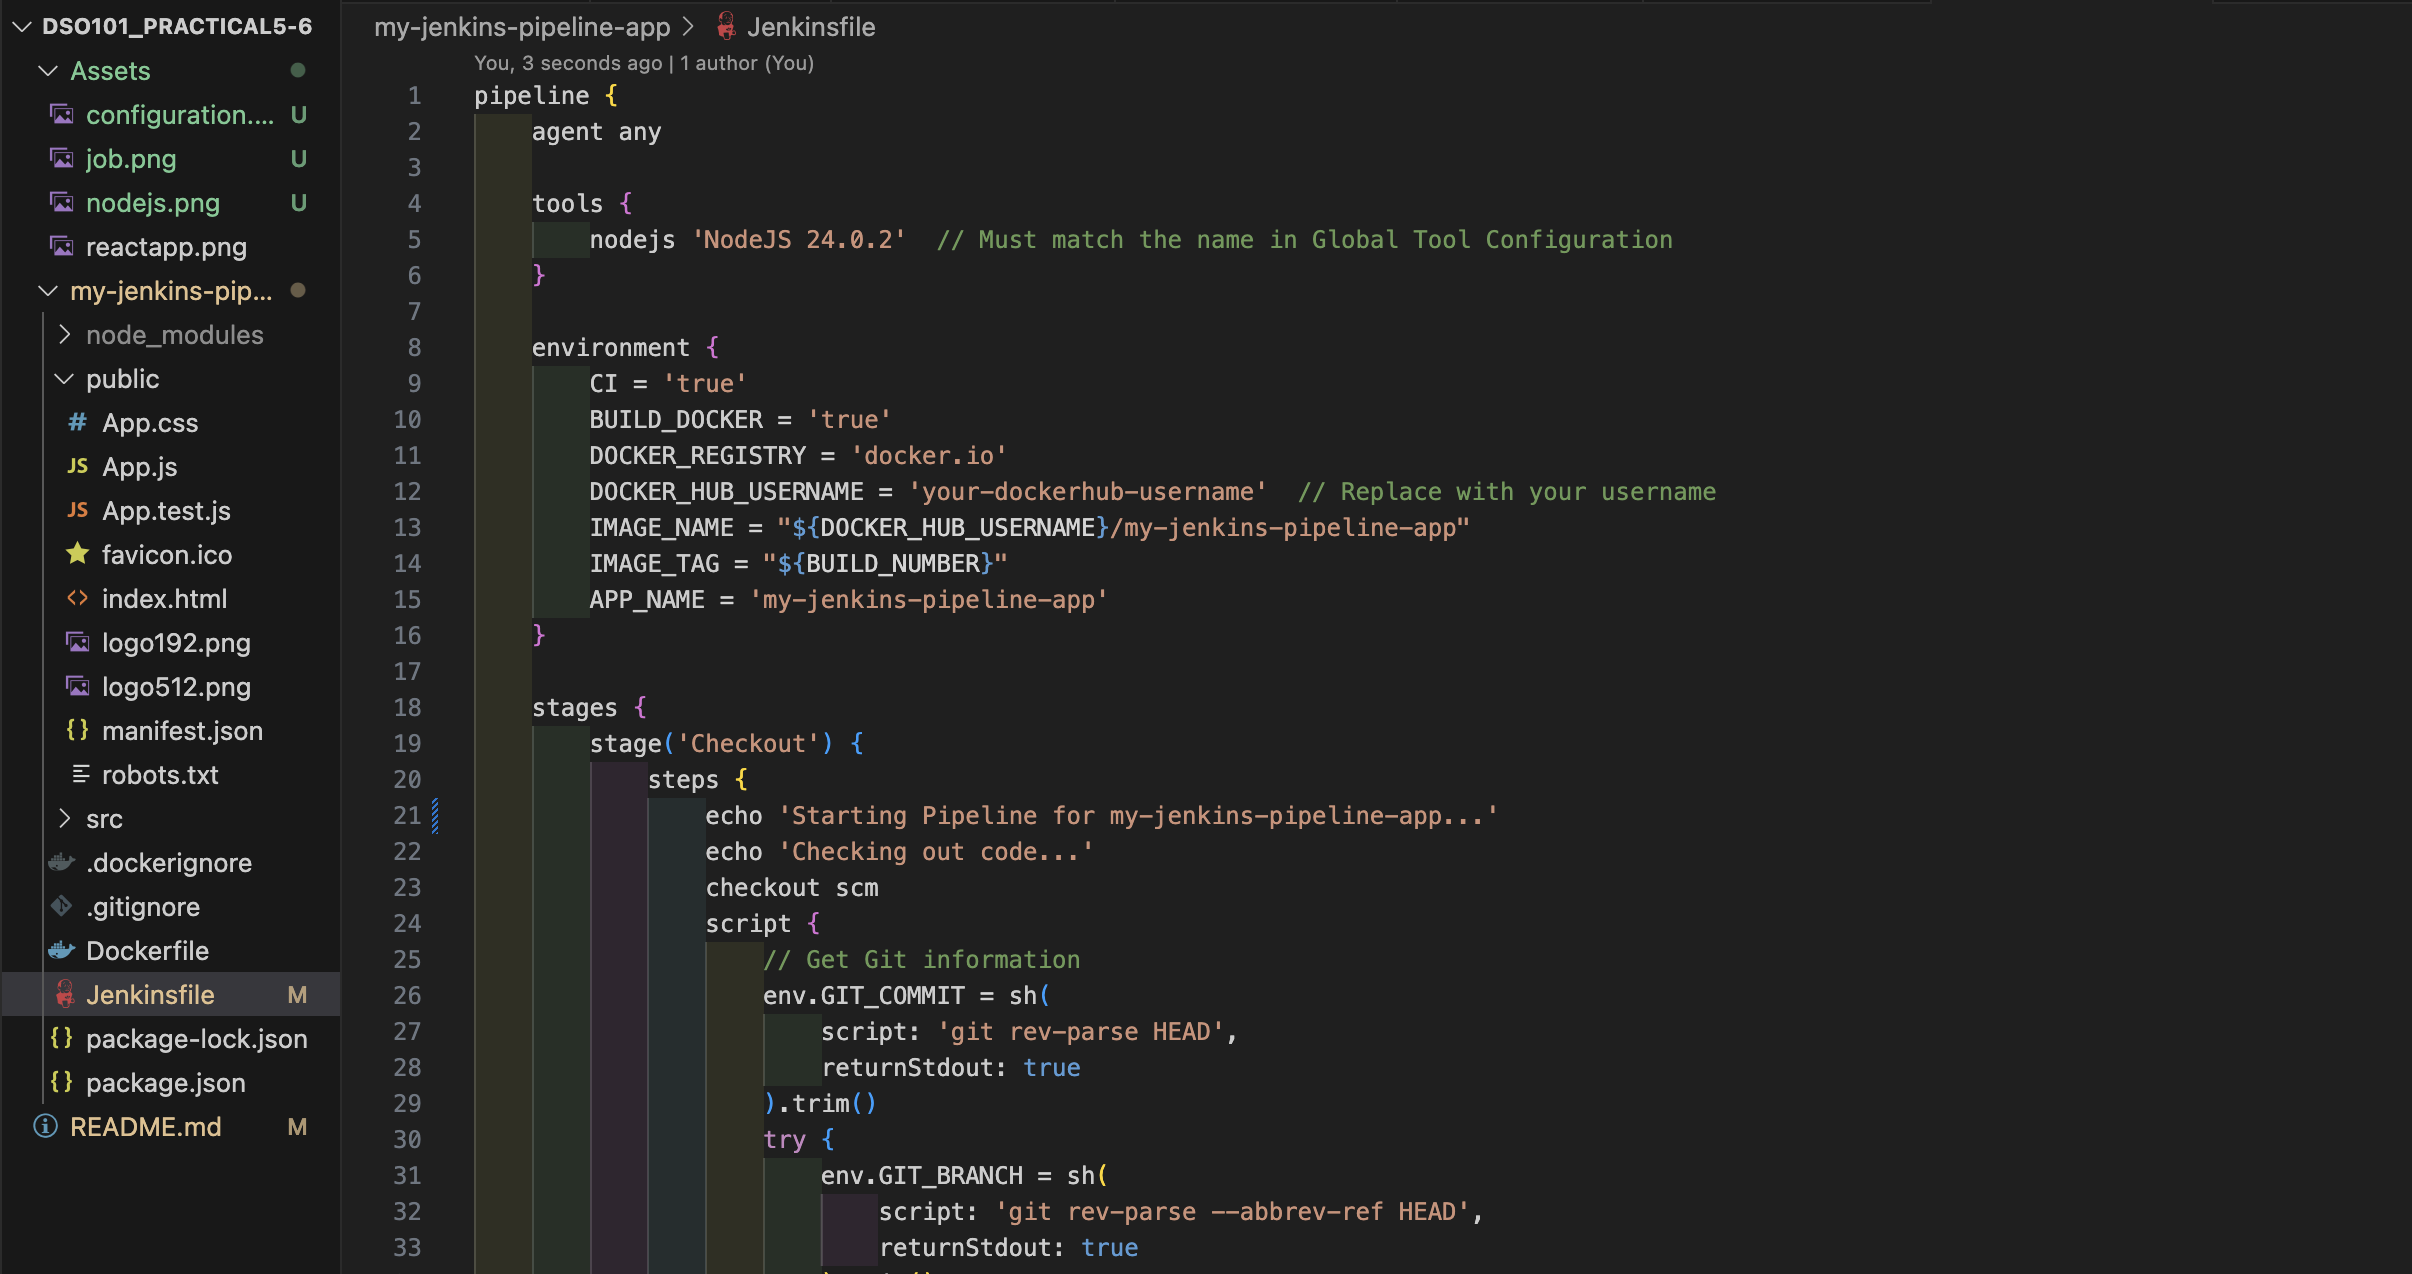 DSO101_PRACTICAL5-6
Assets
configuration.... U
job.png U
nodejs.png U
reactapp.png
my-jenkins-pip...
node_modules
public
# App.css
JS App.js
JS App.test.js
favicon.ico
<> index.html
logo192.png
logo512.png
{} manifest.json
robots.txt
src
.dockerignore
.gitignore
Dockerfile
Jenkinsfile M
{} package-lock.json
{} package.json
README.md M
my-jenkins-pipeline-app > Jenkinsfile
You, 3 seconds ago | 1 author (You)
1 pipeline {
2     agent any
3
4     tools {
5         nodejs 'NodeJS 24.0.2'  // Must match the name in Global Tool Configuration
6     }
7
8     environment {
9         CI = 'true'
10         BUILD_DOCKER = 'true'
11         DOCKER_REGISTRY = 'docker.io'
12         DOCKER_HUB_USERNAME = 'your-dockerhub-username'  // Replace with your username
13         IMAGE_NAME = "${DOCKER_HUB_USERNAME}/my-jenkins-pipeline-app"
14         IMAGE_TAG = "${BUILD_NUMBER}"
15         APP_NAME = 'my-jenkins-pipeline-app'
16     }
17
18     stages {
19         stage('Checkout') {
20             steps {
21                 echo 'Starting Pipeline for my-jenkins-pipeline-app...'
22                 echo 'Checking out code...'
23                 checkout scm
24                 script {
25                     // Get Git information
26                     env.GIT_COMMIT = sh(
27                         script: 'git rev-parse HEAD',
28                         returnStdout: true
29                     ).trim()
30                     try {
31                         env.GIT_BRANCH = sh(
32                             script: 'git rev-parse --abbrev-ref HEAD',
33                             returnStdout: true